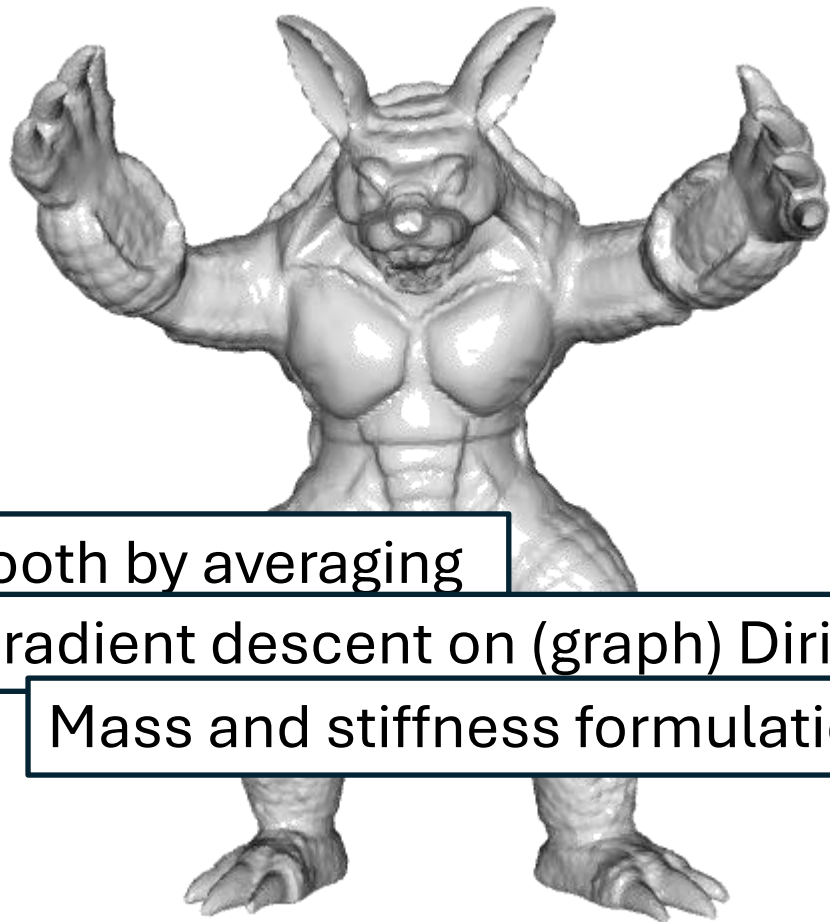 ooth by averaging
radient descent on (graph) Diri
Mass and stiffness formulati